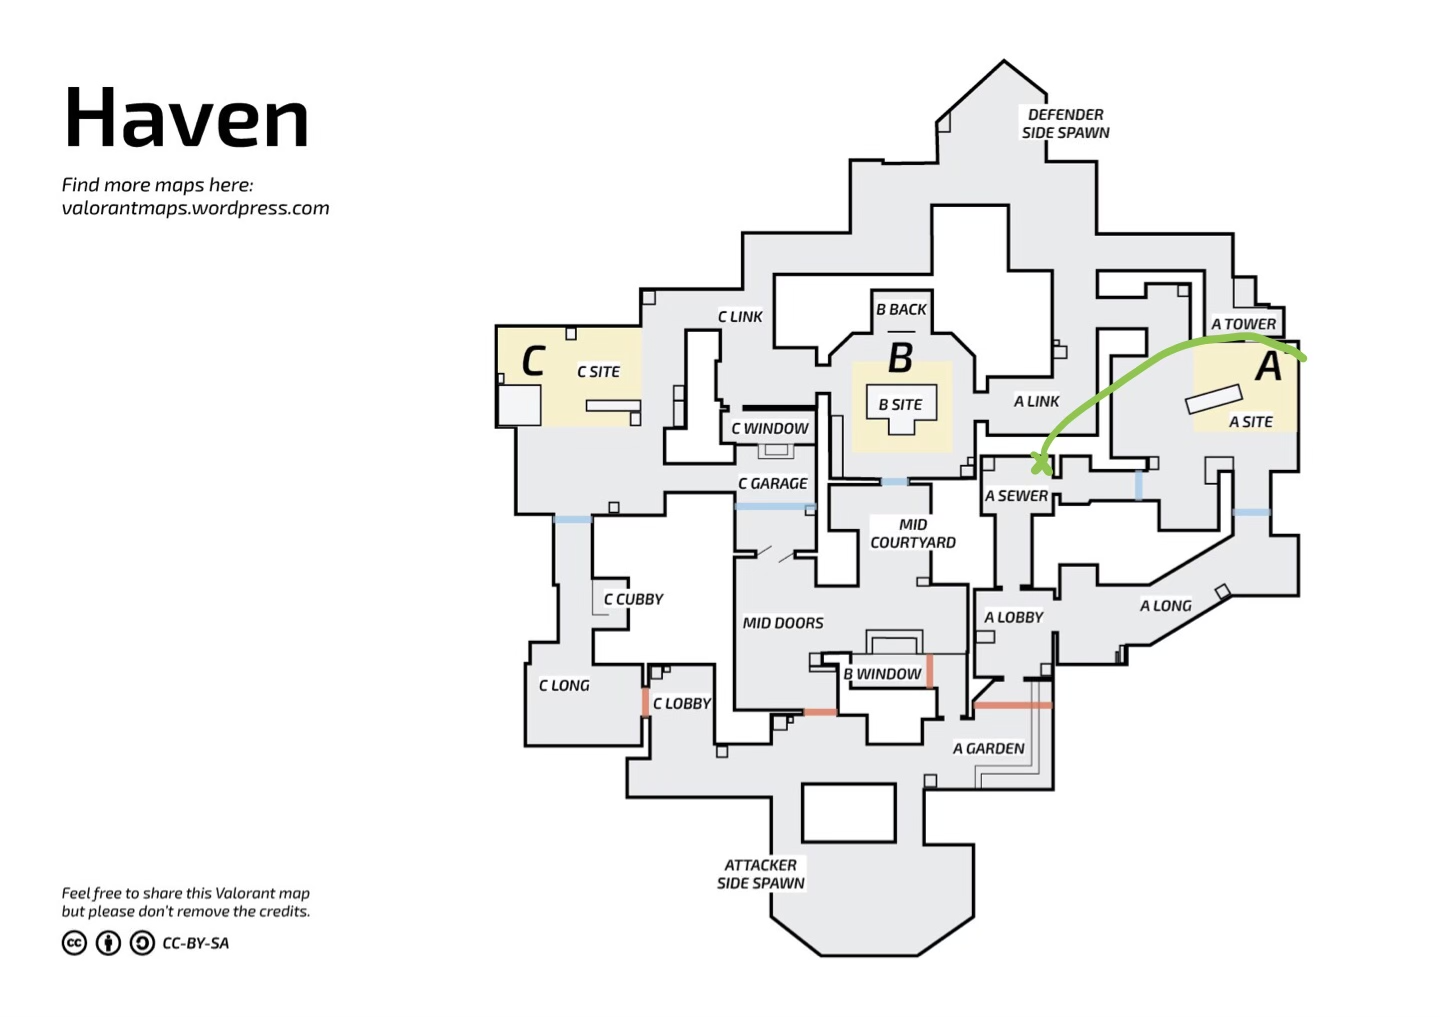 Haven
Find more maps here:
valorantmaps.wordpress.com
DEFENDER
SIDE SPAWN
C LINK
B BACK
A TOWER
C
C SITE
B
B SITE
A LINK
A
A SITE
C WINDOW
C GARAGE
A SEWER
MID
COURTYARD
C CUBBY
MID DOORS
A LOBBY
A LONG
C LONG
C LOBBY
B WINDOW
A GARDEN
ATTACKER
SIDE SPAWN
Feel free to share this Valorant map
but please don't remove the credits.
cc CC-BY-SA